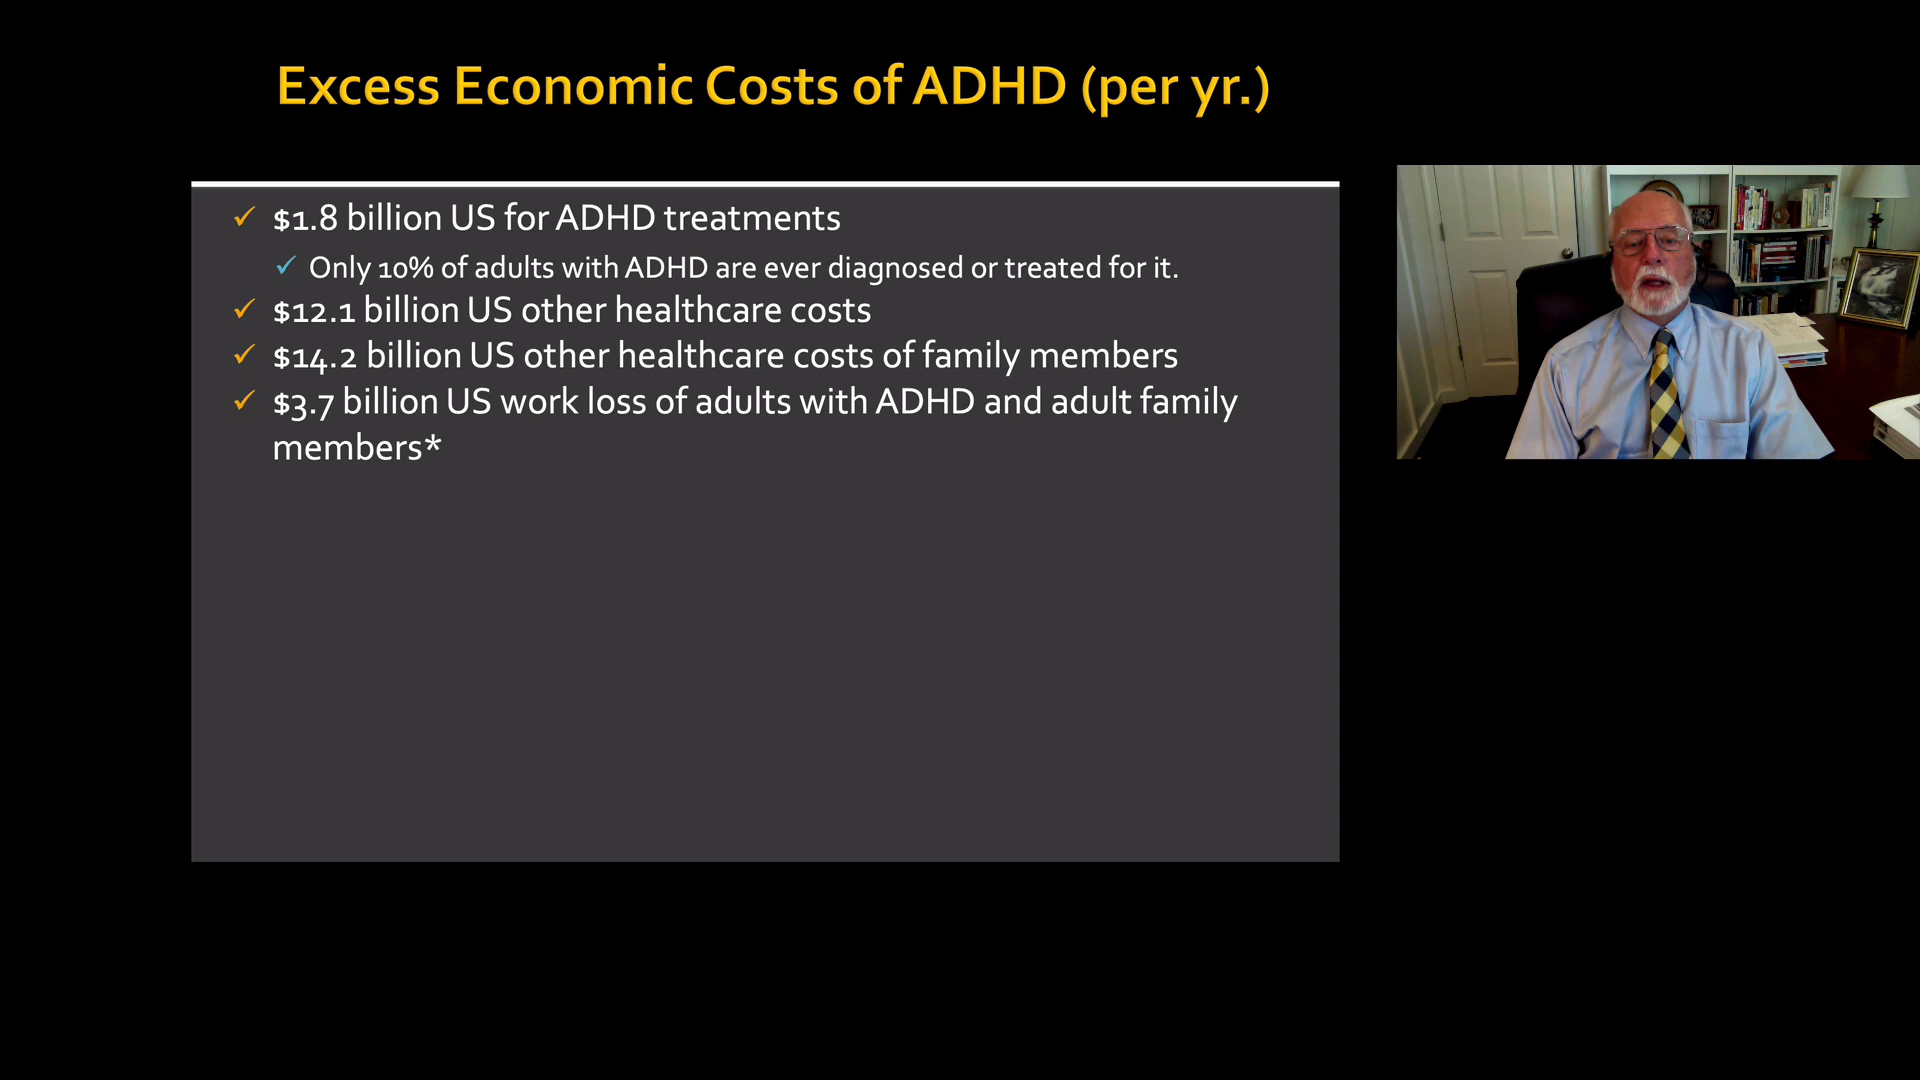 Excess Economic Costs of ADHD (per yr.)
$1.8 billion US for ADHD treatments
Only 10% of adults with ADHD are ever diagnosed or treated for it.
$12.1 billion US other healthcare costs
$14.2 billion US other healthcare costs of family members
$3.7 billion US work loss of adults with ADHD and adult family
members*